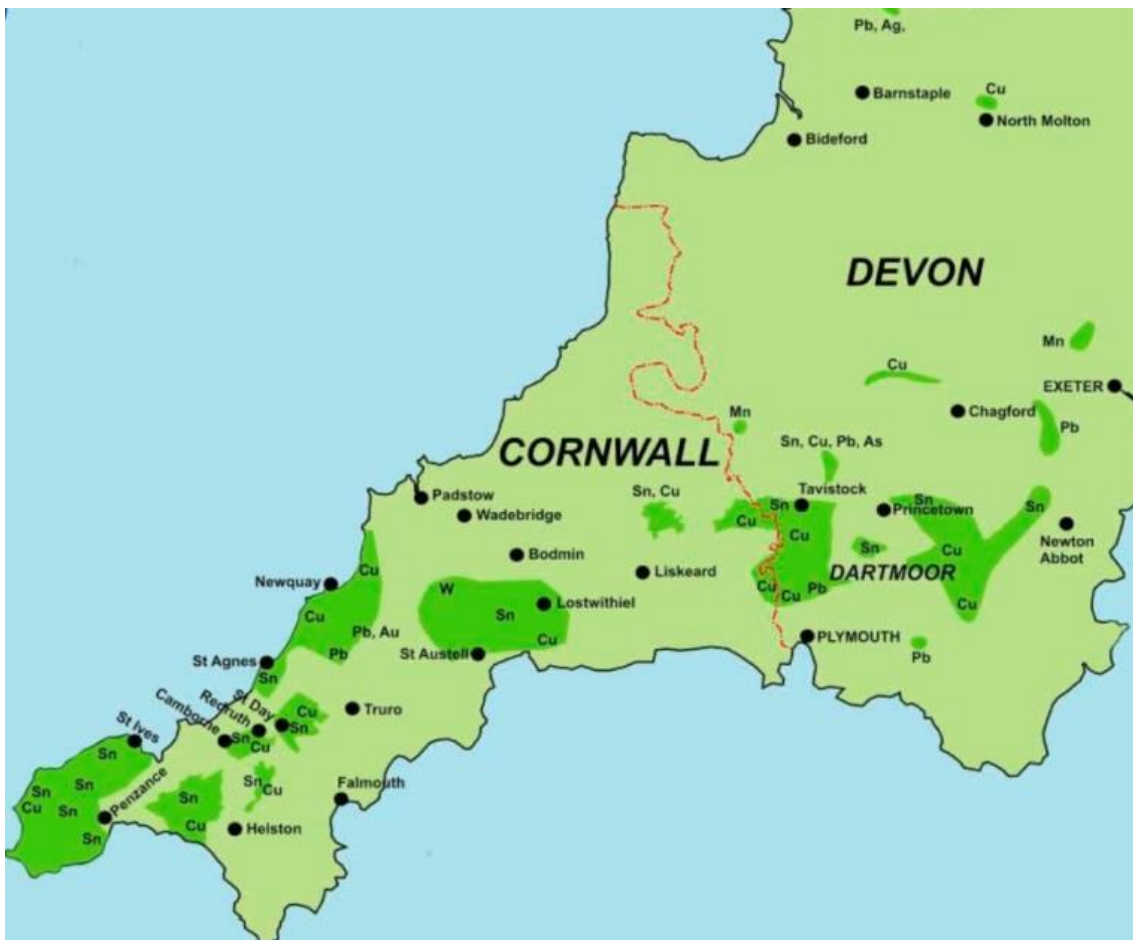 Pb, Ag,
Barnstaple
Cu
North Molton
Bideford
DEVON
Mn
Cu
EXETER
Chagford
Mn
Pb
CORNWALL
Sn, Cu, Pb, As
Sn, Cu
Tavistock
Padstow
Sn
Sn
Sn
Princetown
Wadebridge
Cu
Cu
Newton
Abbot
Bodmin
Sn
Cu
Cu
DARTMOOR
Liskeard
Newquay
Cu
Cu
Pb
W
Cu
Lostwithiel
Cu
Sn
Pb, Au
Cu
PLYMOUTH
Pb
St Austell
Pb
St Agnes
Sn
St Day
Redruth
Camborne
Cu
Truro
Sn
Sn
Cu
St Ives
Sn
Sn
Sn
Cu
Falmouth
Penzance
Sn
Sn
Sn
Cu
Sn
Cu
Helston
Sn